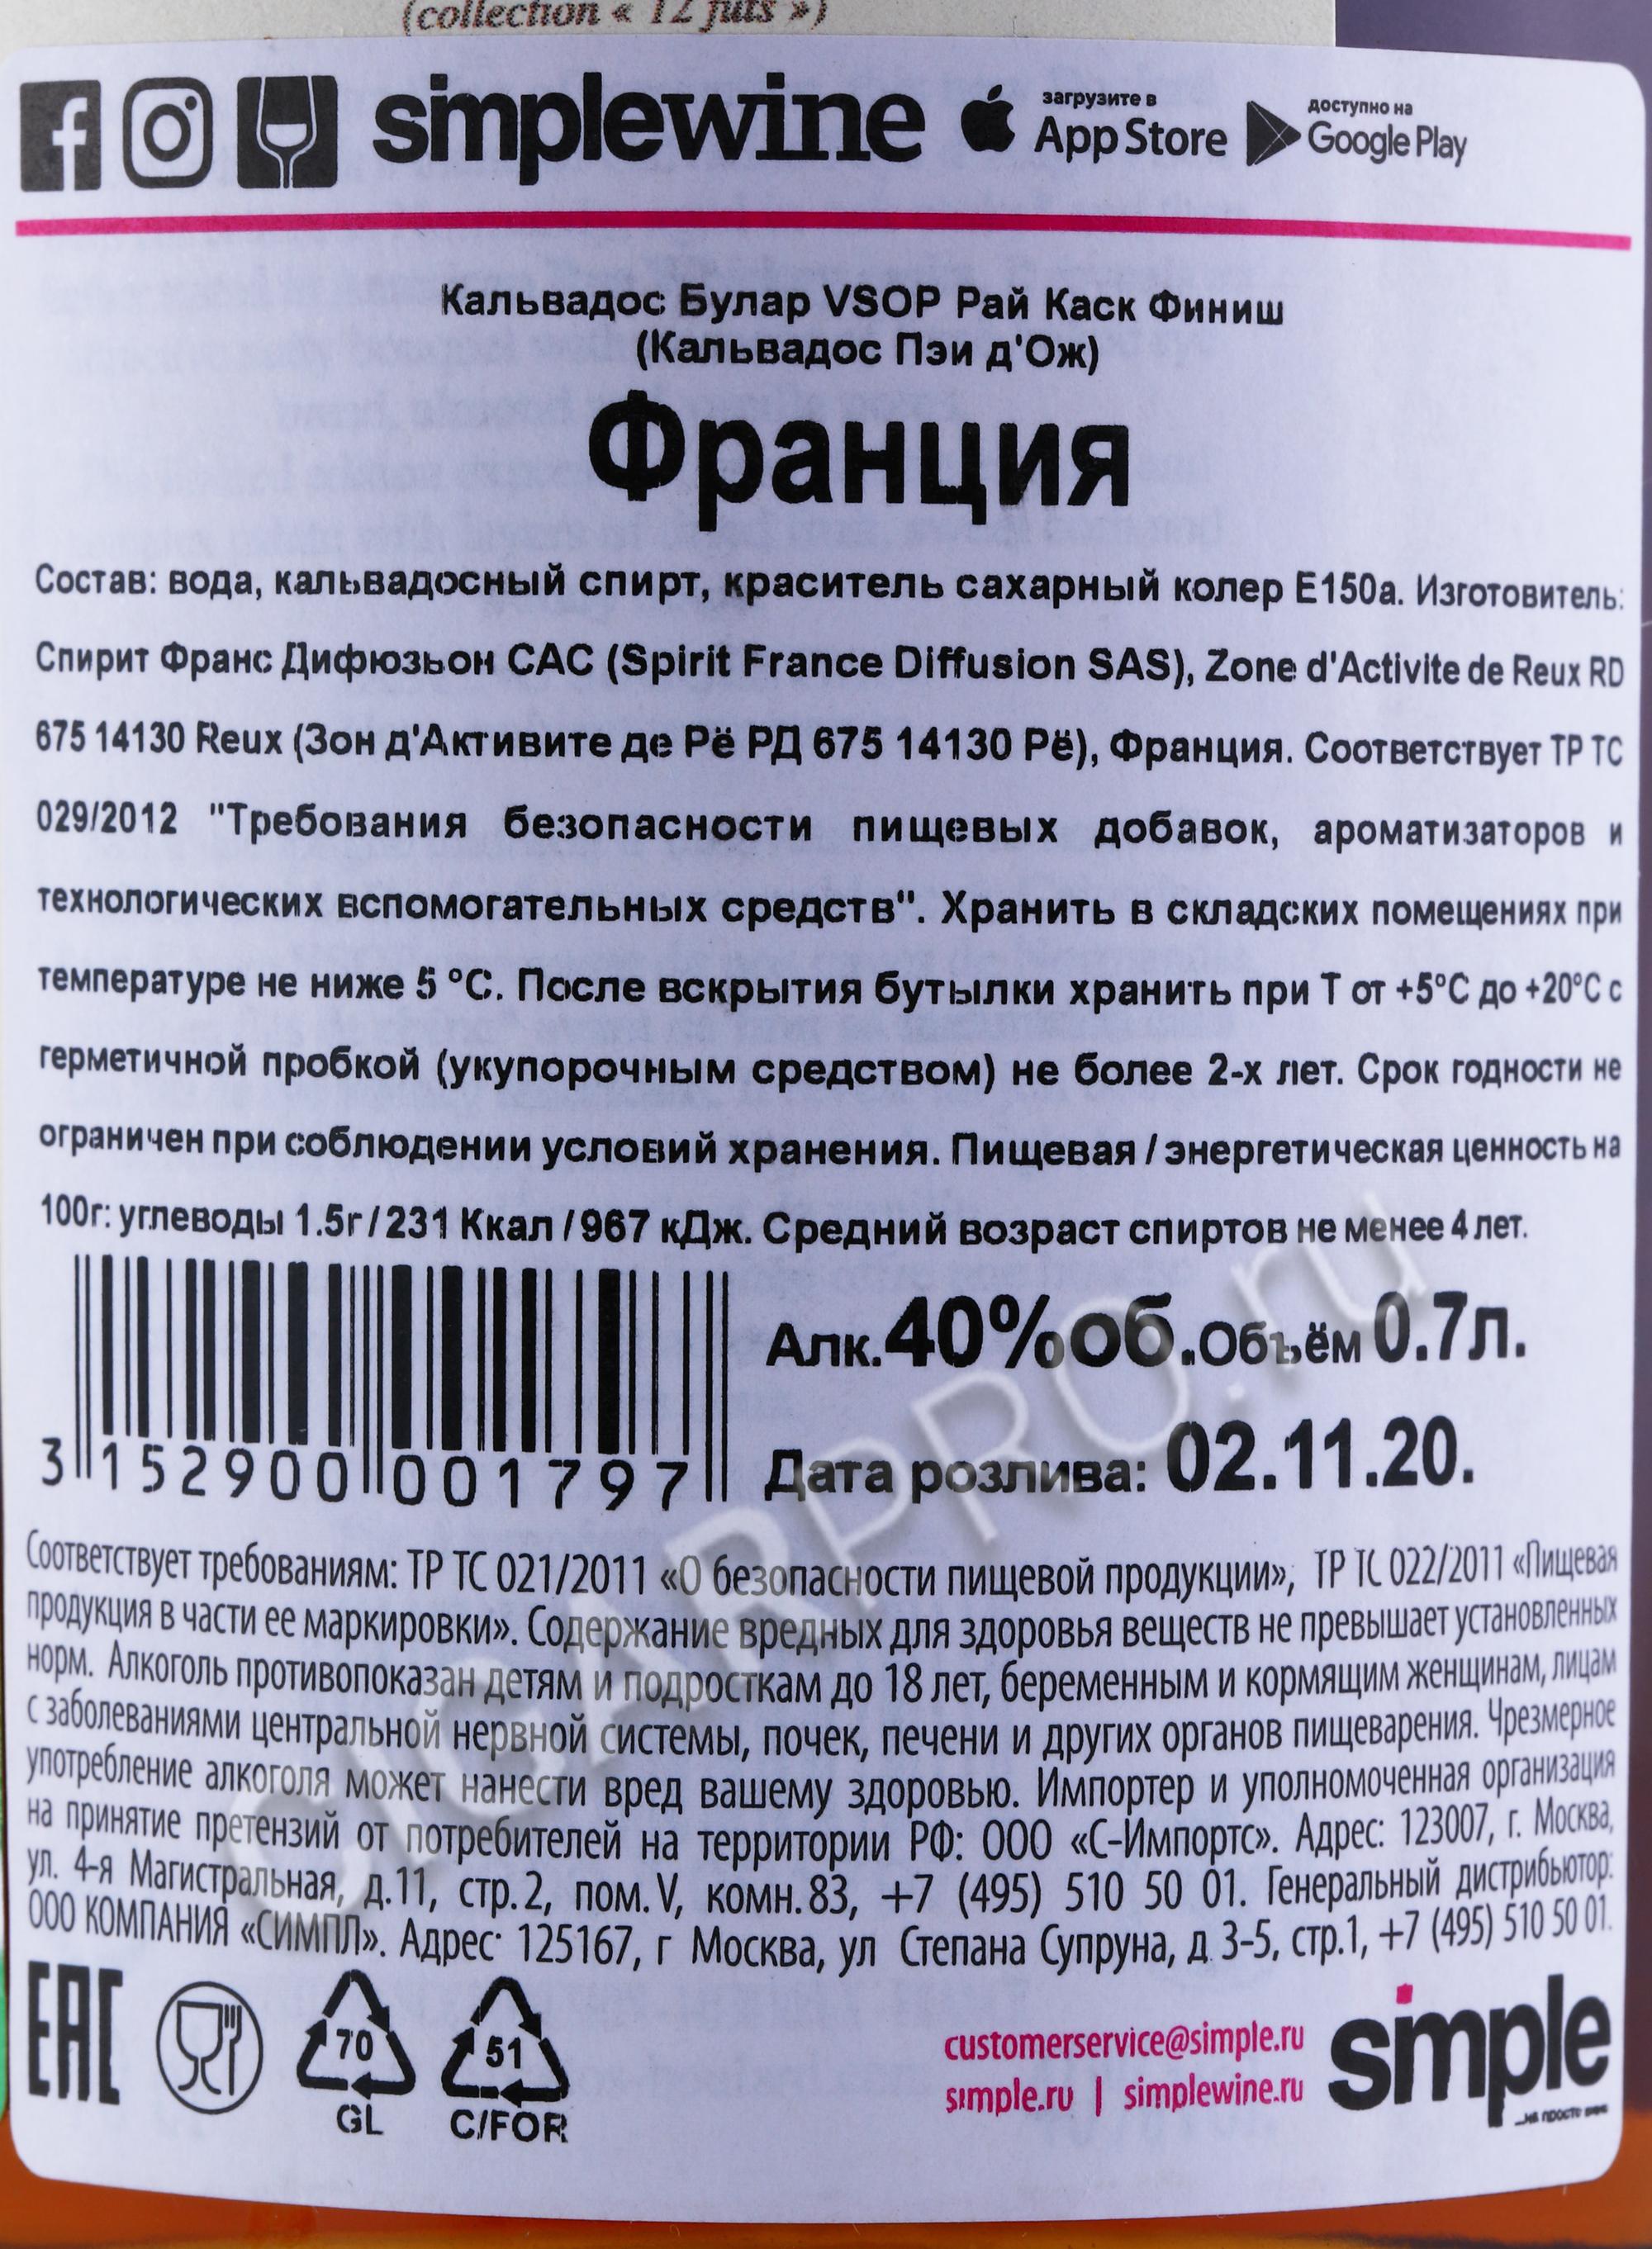 (collection « 12 fûts »)
simplewine
загрузите в
App Store
доступно на
Google Play
Кальвадос Булар VSOP Рай Каск Финиш
(Кальвадос Пэи д'Ож)
Франция
Состав: вода, кальвадосный спирт, краситель сахарный колер Е150а. Изготовитель:
Спирит Франс Дифюзьон САС (Spirit France Diffusion SAS), Zone d'Activite de Reux RD
675 14130 Reux (Зон д'Активите де Рё РД 675 14130 Рё), Франция. Соответствует ТР ТС
029/2012 "Требования безопасности пищевых добавок, ароматизаторов и
технологических вспомогательных средств". Хранить в складских помещениях при
температуре не ниже 5 °С. После вскрытия бутылки хранить при Т от +5°С до +20°С с
герметичной пробкой (укупорочным средством) не более 2-х лет. Срок годности не
ограничен при соблюдении условий хранения. Пищевая / энергетическая ценность на
100г: углеводы 1.5г / 231 Ккал / 967 кДж. Средний возраст спиртов не менее 4 лет.
Алк.40%об.Объём 0.7л.
3 152900 001797
Дата розлива: 02.11.20.
Соответствует требованиям: ТР ТС 021/2011 «О безопасности пищевой продукции», ТР ТС 022/2011 «Пищевая
продукция в части ее маркировки». Содержание вредных для здоровья веществ не превышает установленных
норм. Алкоголь противопоказан детям и подросткам до 18 лет, беременным и кормящим женщинам, лицам
с заболеваниями центральной нервной системы, почек, печени и других органов пищеварения. Чрезмерное
употребление алкоголя может нанести вред вашему здоровью. Импортер и уполномоченная организация
на принятие претензий от потребителей на территории РФ: ООО «С-Импортс». Адрес: 123007, г. Москва,
ул. 4-я Магистральная, д.11, стр.2, пом.V, комн.83, +7 (495) 510 50 01. Генеральный дистрибьютор:
ООО КОМПАНИЯ «СИМПЛ». Адрес: 125167, г Москва, ул Степана Супруна, д. 3-5, стр.1, +7 (495) 510 50 01.
EAC
70
GL
51
C/FOR
customerservice@simple.ru
simple.ru | simplewine.ru
simple
...не просто вино
CIGARPRO.ru